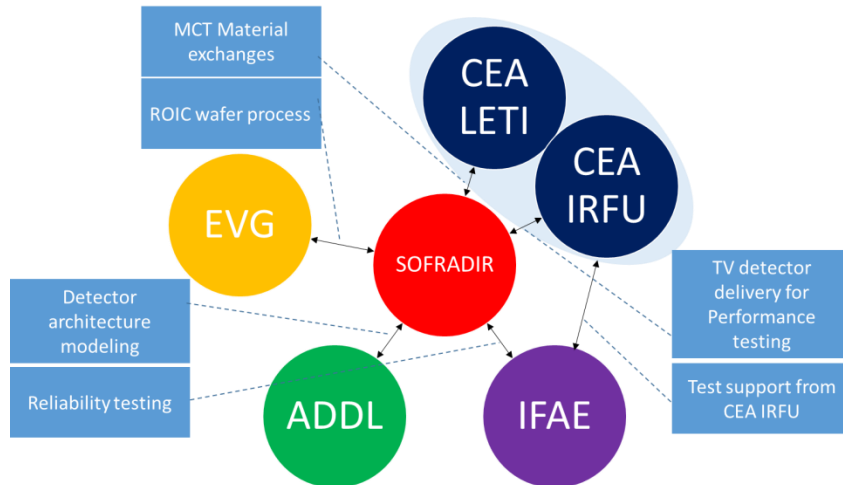 MCT Material
exchanges
ROIC wafer process
CEA
LETI
CEA
IRFU
EVG
SOFRADIR
Detector
architecture
modeling
Reliability testing
TV detector
delivery for
Performance
testing
Test support from
CEA IRFU
ADDL
IFAE